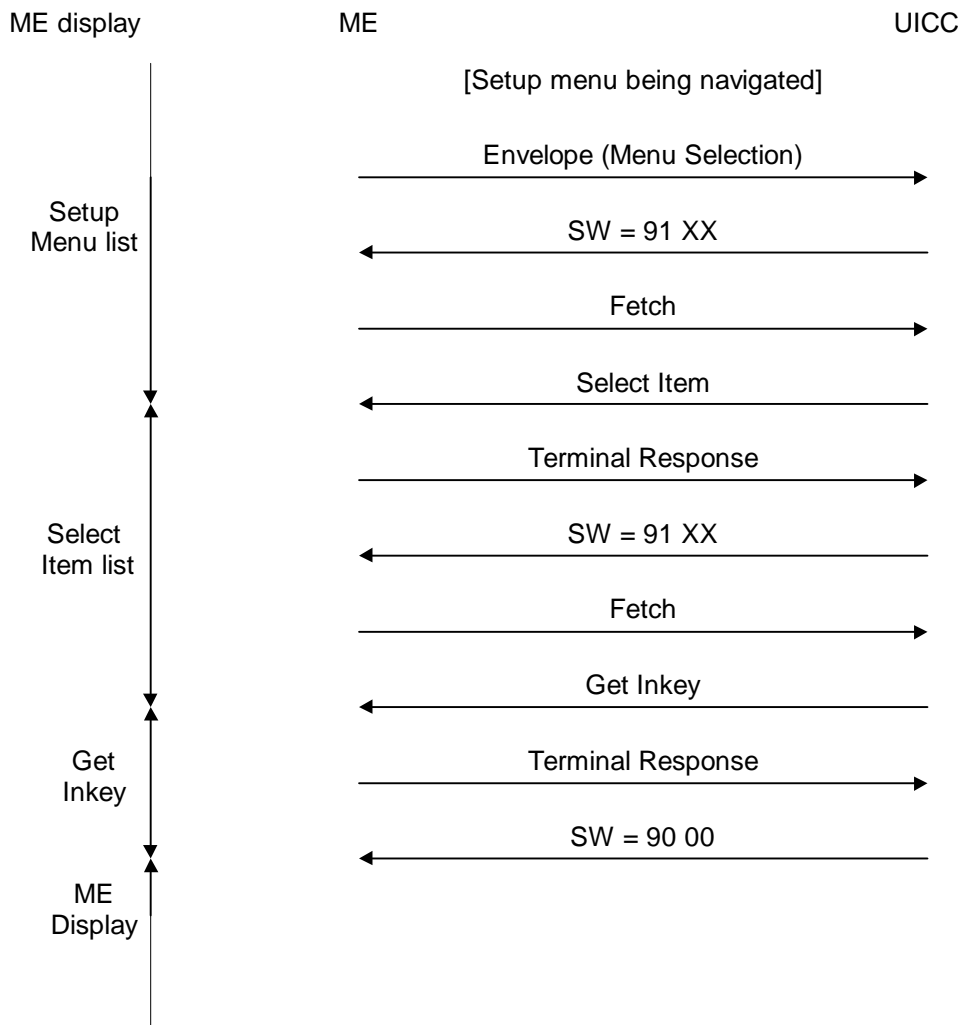 ME display ME UICC
[Setup menu being navigated]
Envelope (Menu Selection)
Setup
Menu list
SW = 91 XX
Fetch
Select Item
Terminal Response
Select
Item list
SW = 91 XX
Fetch
Get Inkey
Get
Inkey
Terminal Response
SW = 90 00
ME
Display